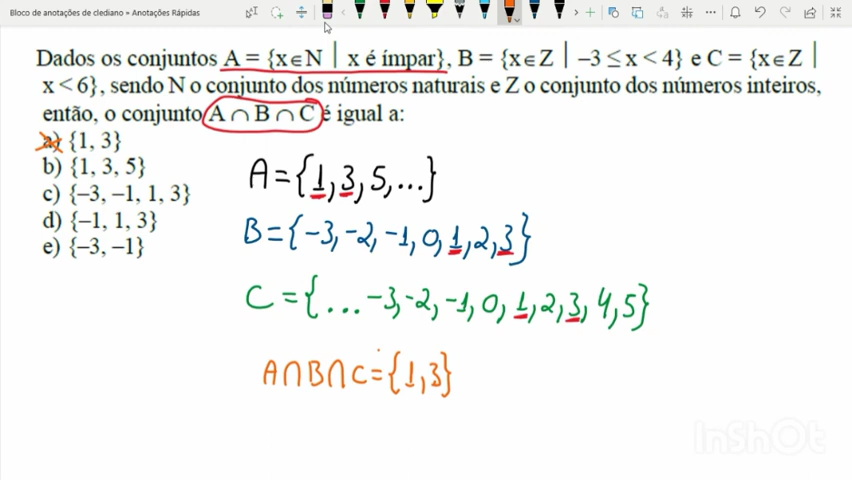 Bloco de anotações de clediano » Anotações Rápidas
Dados os conjuntos A = {x∈N | x é ímpar}, B = {x∈Z | –3 ≤ x < 4} e C = {x∈Z |
x < 6}, sendo N o conjunto dos números naturais e Z o conjunto dos números inteiros,
então, o conjunto A ∩ B ∩ C é igual a:
a) {1, 3}
b) {1, 3, 5}
c) {–3, –1, 1, 3}
d) {–1, 1, 3}
e) {–3, –1}
A = {1, 3, 5, ...}
B = {-3, -2, -1, 0, 1, 2, 3}
C = {... -3, -2, -1, 0, 1, 2, 3, 4, 5}
A∩B∩C = {1, 3}
InShOt